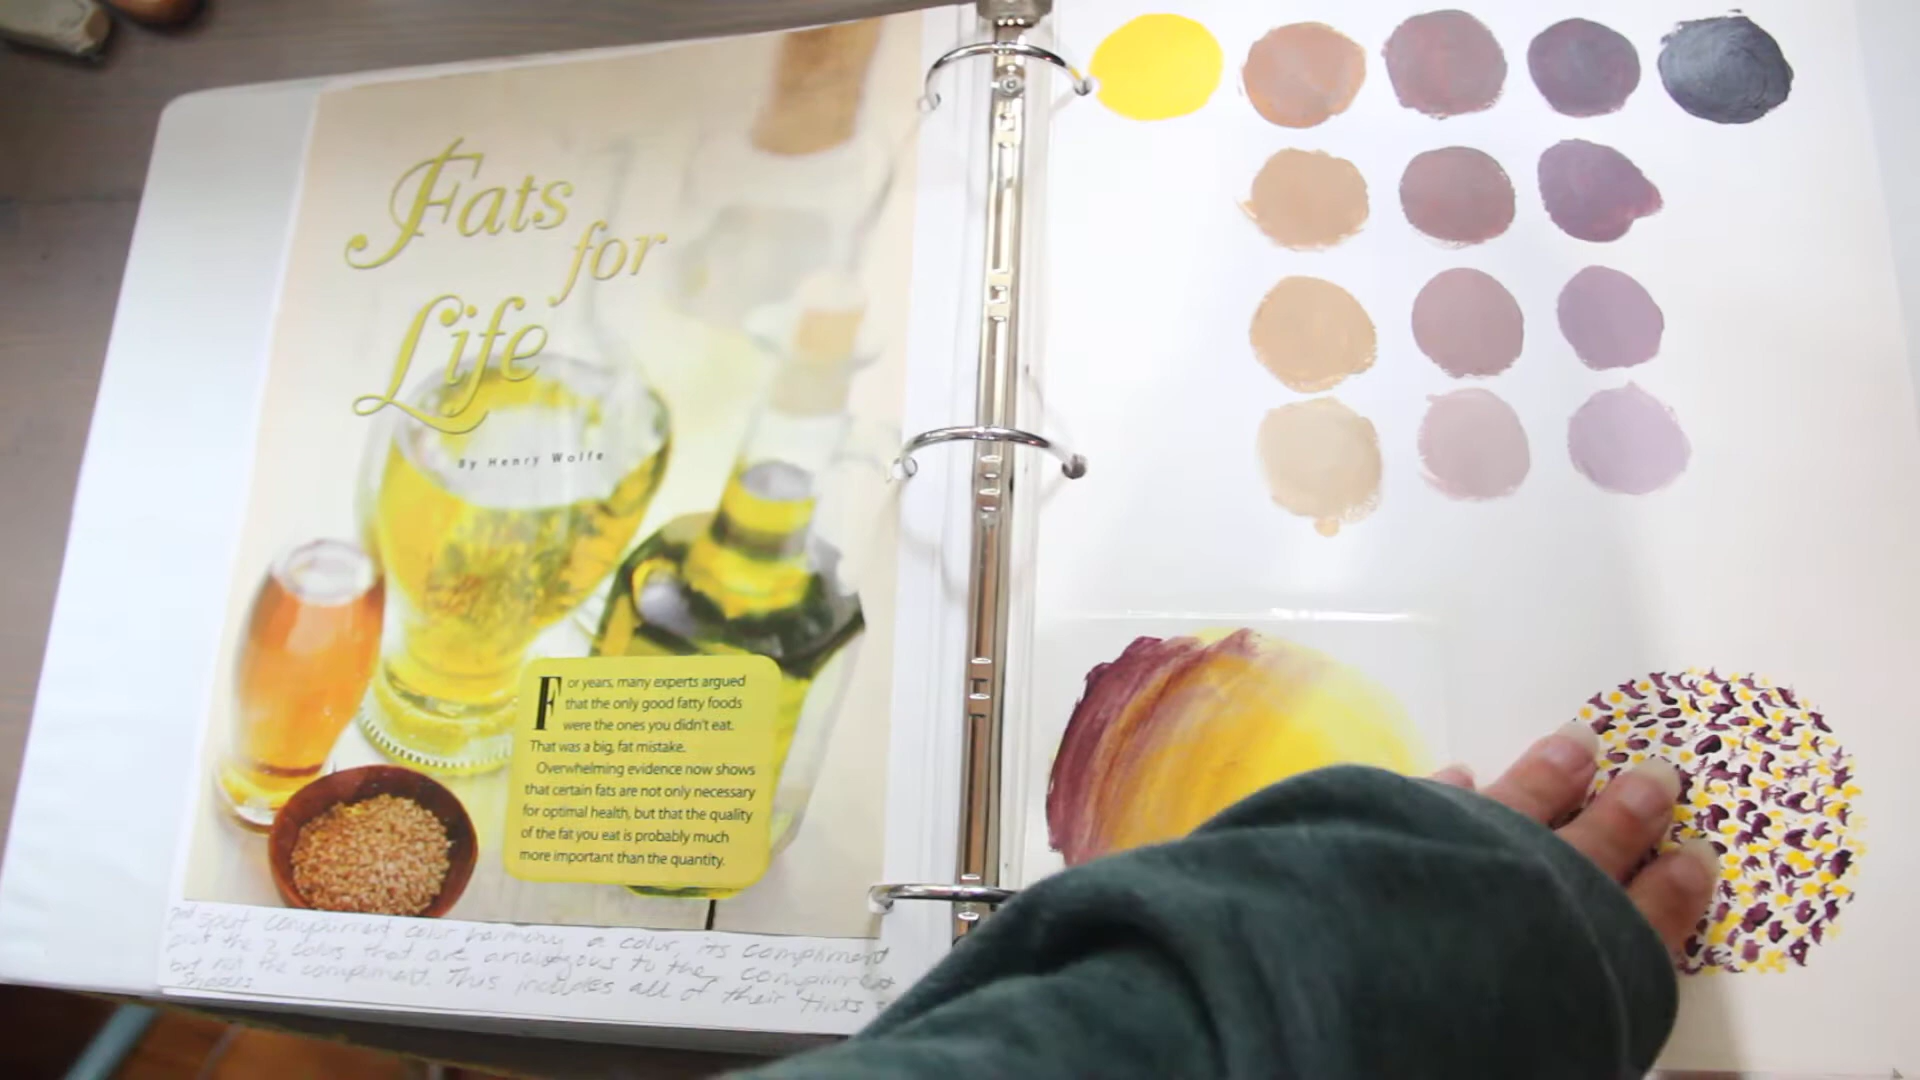 Fats
for
Life
By Henry Wolfe
For years, many experts argued
that the only good fatty foods
were the ones you didn't eat.
That was a big, fat mistake.
Overwhelming evidence now shows
that certain fats are not only necessary
for optimal health, but that the quality
of the fat you eat is probably much
more important than the quantity.
split compliment color harmony a color, its compliment
plus the 2 colors that are analogous to the compliment
but not the compliment. This includes all of their tints
shades.